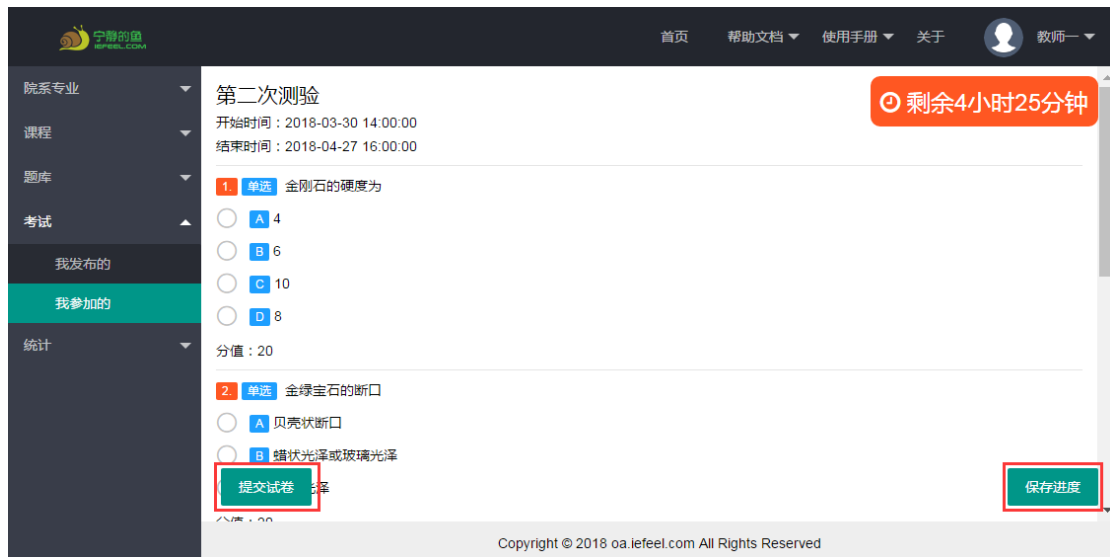 宁静的鱼
IEFEEL.COM
首页 帮助文档 使用手册 关于 教师一
院系专业
课程
题库
考试
我发布的
我参加的
统计
第二次测验
开始时间：2018-03-30 14:00:00
结束时间：2018-04-27 16:00:00
剩余4小时25分钟
1. 单选 金刚石的硬度为
A 4
B 6
C 10
D 8
分值：20
2. 单选 金绿宝石的断口
A 贝壳状断口
B 蜡状光泽或玻璃光泽
泽
提交试卷
保存进度
分值：20
Copyright © 2018 oa.iefeel.com All Rights Reserved